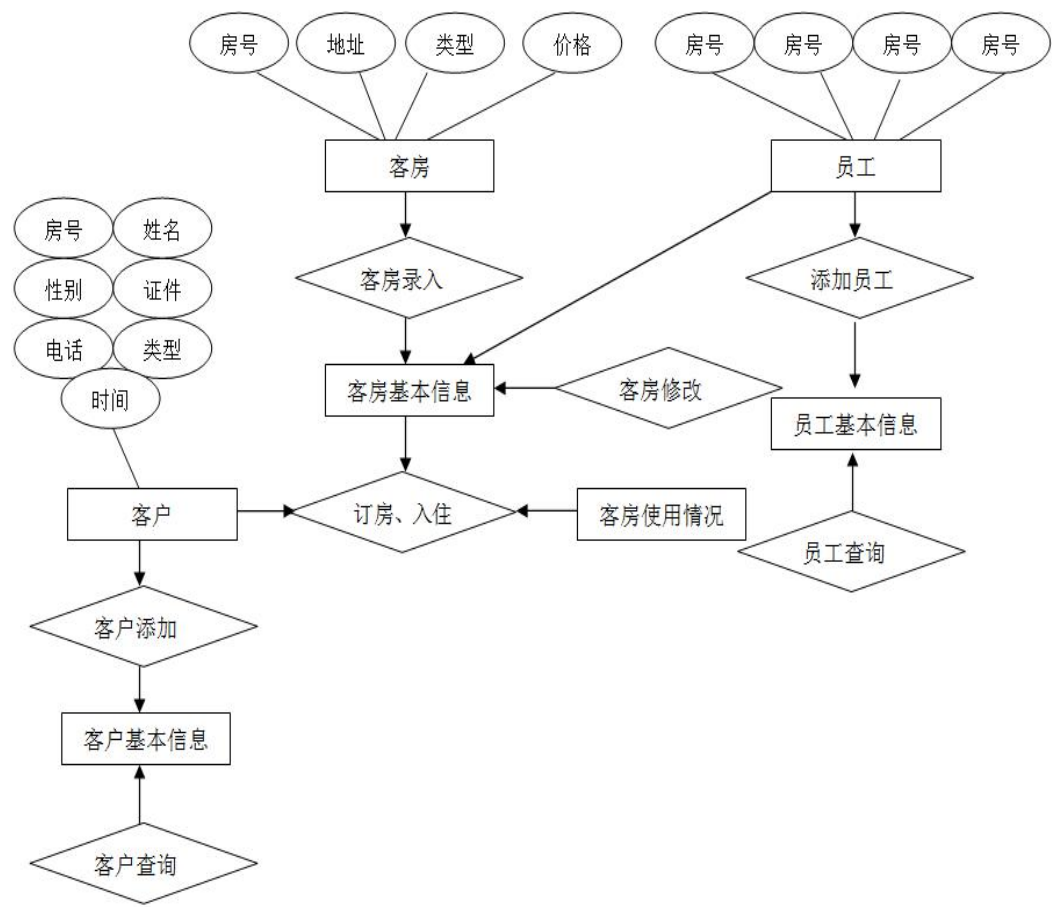 房号
地址
类型
价格
房号
房号
房号
房号
客房
员工
房号
姓名
性别
证件
电话
类型
时间
客房录入
添加员工
客房基本信息
客房修改
员工基本信息
客户
订房、入住
客房使用情况
员工查询
客户添加
客户基本信息
客户查询